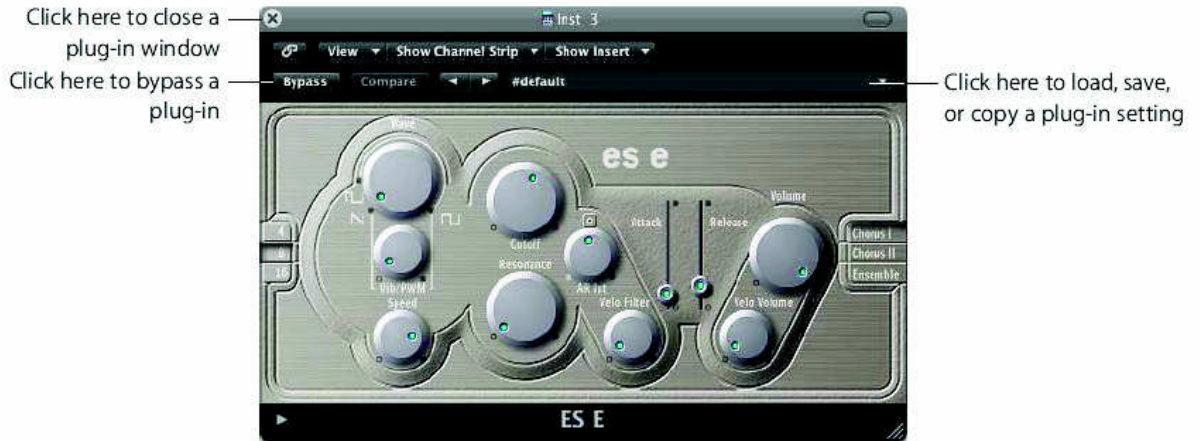 Click here to close a
plug-in window
Click here to bypass a
plug-in
Click here to load, save,
or copy a plug-in setting
Inst 3
View
Show Channel Strip
Show Insert
Bypass
Compare
#default
es e
Wave
4
8
16
Vib/PWM
Speed
Cutoff
Resonance
AR Int
Velo Filter
Attack
Release
Volume
Velo Volume
Chorus I
Chorus II
Ensemble
ES E